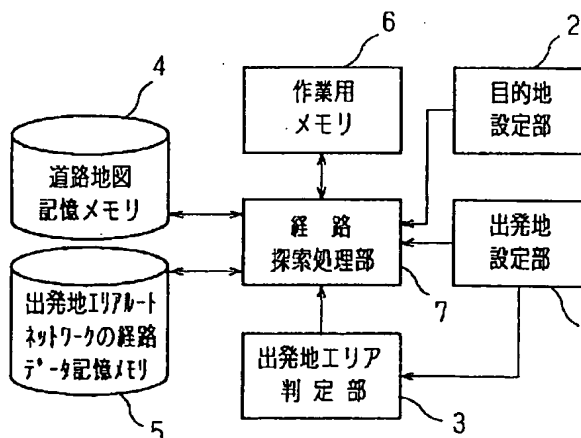 6
作業用
メモリ
2
目的地
設定部
4
道路地図
記憶メモリ
経路
探索処理部
7
出発地
設定部
出発地エリアルート
ネットワークの経路
データ記憶メモリ
5
出発地エリア
判定部
3